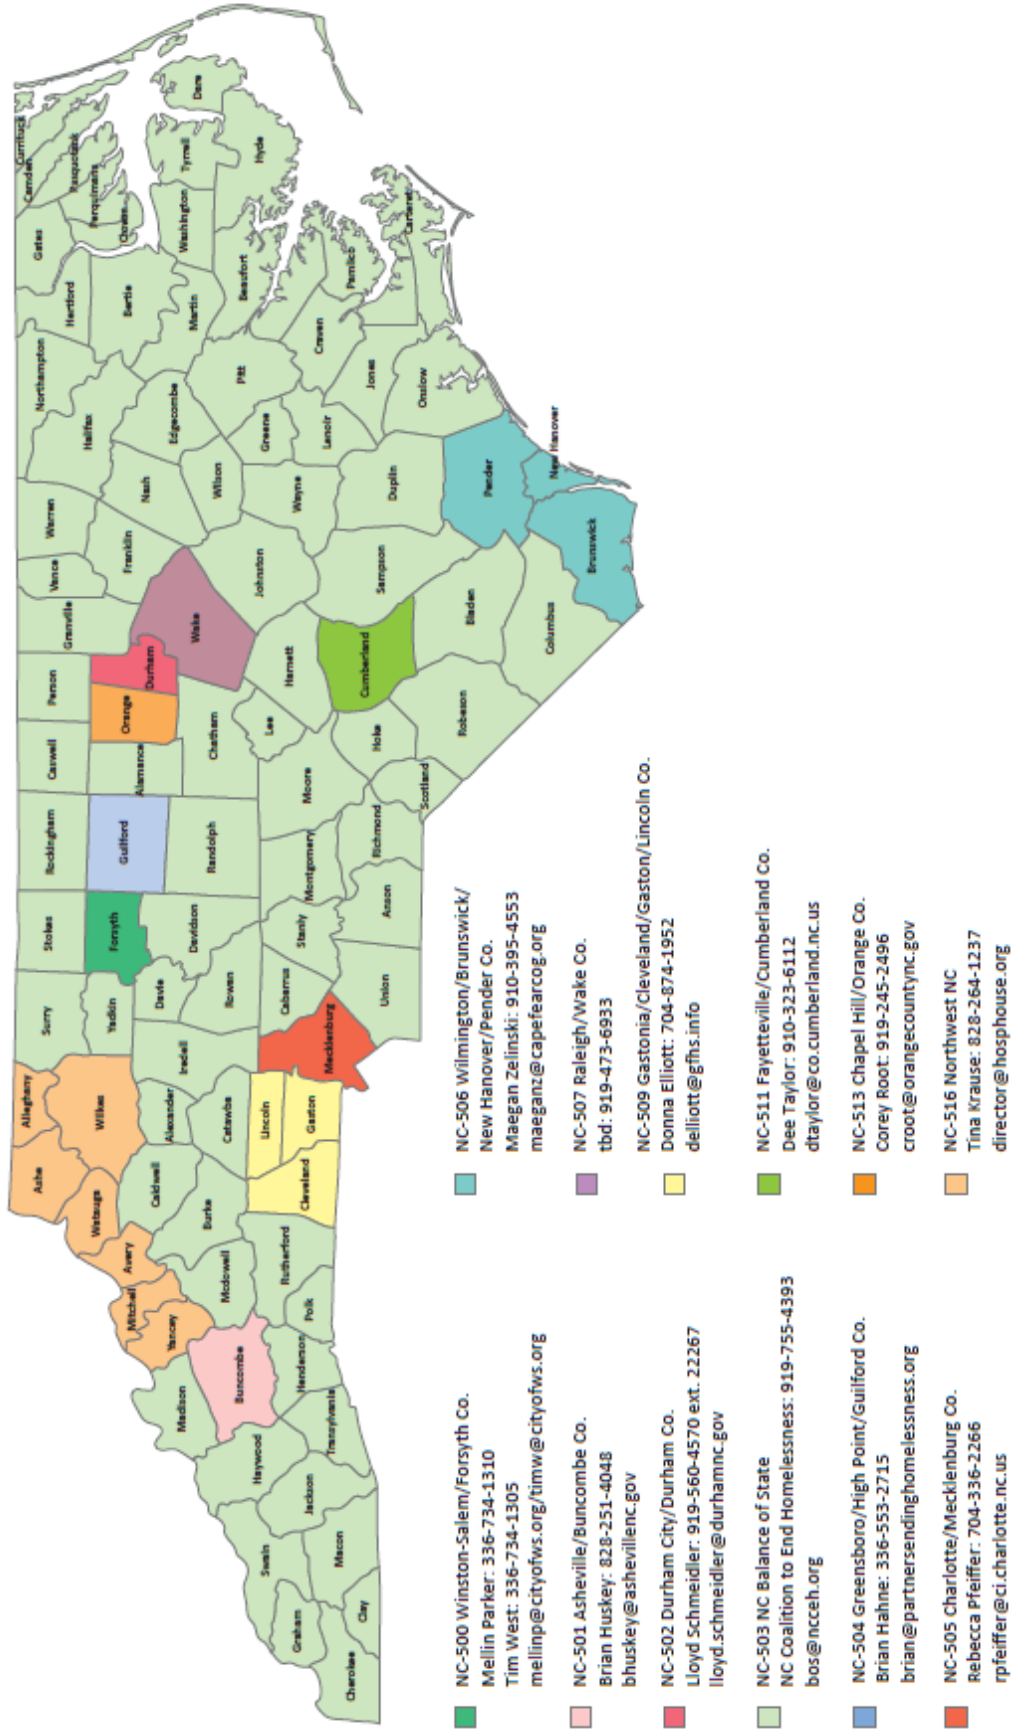 Cherokee
Graham
Clay
Swain
Macon
Jackson
Haywood
Transylvania
Madison
Buncombe
Henderson
Yancey
Mitchell
Avery
Mcdowell
Polk
Rutherford
Watauga
Ashe
Alleghany
Wilkes
Caldwell
Burke
Cleveland
Alexander
Catawba
Lincoln
Gaston
Surry
Yadkin
Iredell
Davie
Rowan
Cabarrus
Mecklenburg
Union
Stokes
Forsyth
Davidson
Stanly
Anson
Rockingham
Guilford
Randolph
Montgomery
Richmond
Caswell
Alamance
Chatham
Moore
Scotland
Hoke
Lee
Person
Orange
Durham
Granville
Wake
Harnett
Cumberland
Robeson
Vance
Warren
Franklin
Johnston
Sampson
Bladen
Columbus
Brunswick
New Hanover
Pender
Duplin
Wayne
Wilson
Nash
Halifax
Northampton
Edgecombe
Greene
Lenoir
Pitt
Jones
Onslow
Craven
Pamlico
Carteret
Beaufort
Martin
Bertie
Hertford
Gates
Washington
Tyrrell
Hyde
Dare
Chowan
Perquimans
Pasquotank
Camden
Currituck
NC-500 Winston-Salem/Forsyth Co.
Mellin Parker: 336-734-1310
Tim West: 336-734-1305
mellinp@cityofws.org/timw@cityofws.org
NC-501 Asheville/Buncombe Co.
Brian Huskey: 828-251-4048
bhuskey@ashevillenc.gov
NC-502 Durham City/Durham Co.
Lloyd Schmeidler: 919-560-4570 ext. 22267
lloyd.schmeidler@durhamnc.gov
NC-503 NC Balance of State
NC Coalition to End Homelessness: 919-755-4393
bos@ncceh.org
NC-504 Greensboro/High Point/Guilford Co.
Brian Hahne: 336-553-2715
brian@partnersendinghomelessness.org
NC-505 Charlotte/Mecklenburg Co.
Rebecca Pfeiffer: 704-336-2266
rpfeiffer@ci.charlotte.nc.us
NC-506 Wilmington/Brunswick/
New Hanover/Pender Co.
Maegan Zelinski: 910-395-4553
maeganz@capefearcog.org
NC-507 Raleigh/Wake Co.
tbd: 919-473-6933
NC-509 Gastonia/Cleveland/Gaston/Lincoln Co.
Donna Elliott: 704-874-1952
delliott@gfhs.info
NC-511 Fayetteville/Cumberland Co.
Dee Taylor: 910-323-6112
dtaylor@co.cumberland.nc.us
NC-513 Chapel Hill/Orange Co.
Corey Root: 919-245-2496
croot@orangecountync.gov
NC-516 Northwest NC
Tina Krause: 828-264-1237
director@hosphouse.org